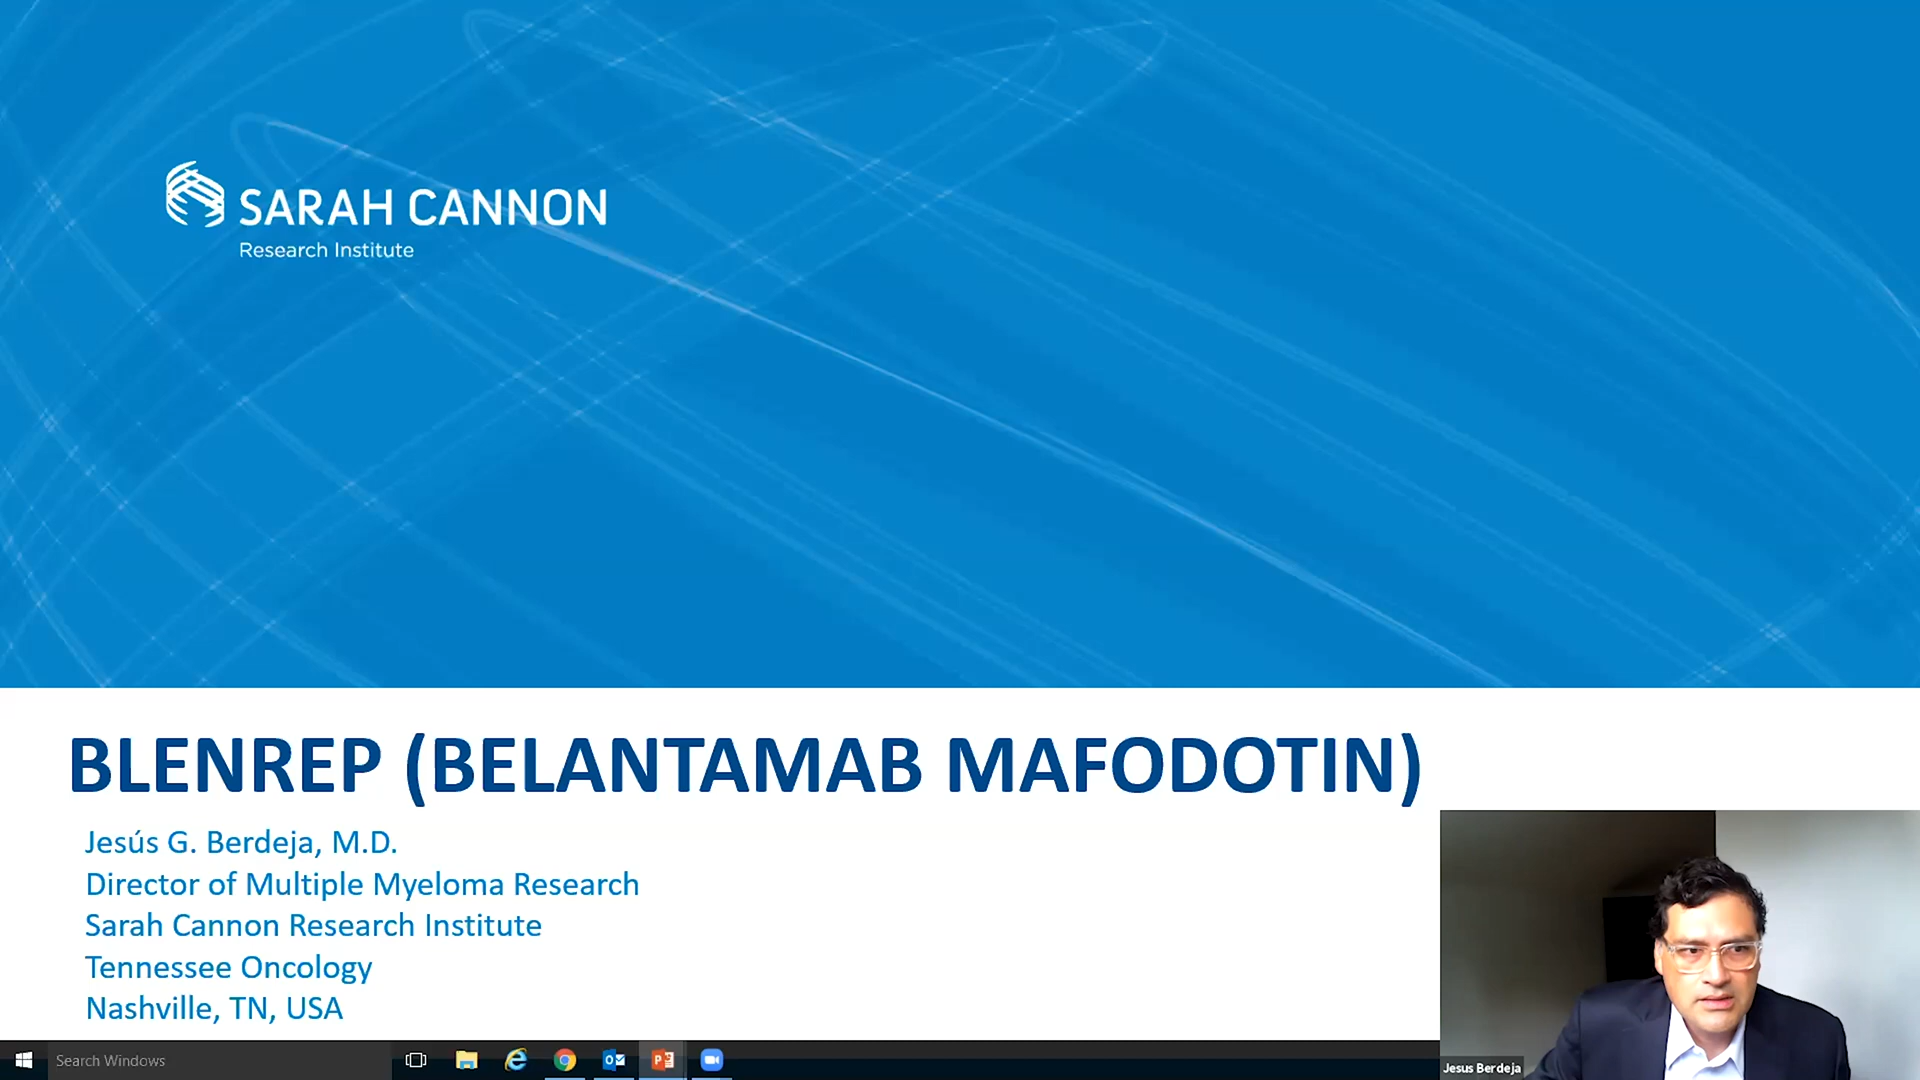 SARAH CANNON
Research Institute
BLENREP (BELANTAMAB MAFODOTIN)
Jesús G. Berdeja, M.D.
Director of Multiple Myeloma Research
Sarah Cannon Research Institute
Tennessee Oncology
Nashville, TN, USA
Jesus Berdeja
Search Windows